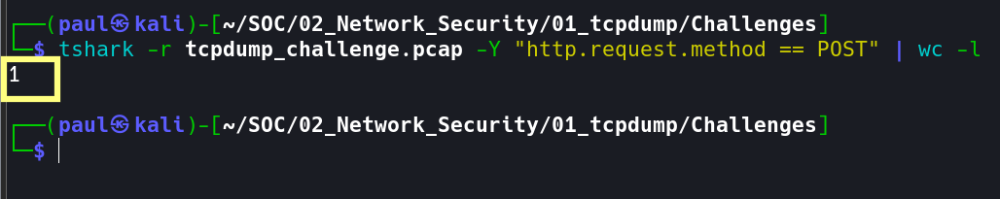 ┌──(paul㉿kali)-[~/SOC/02_Network_Security/01_tcpdump/Challenges]
└─$ tshark -r tcpdump_challenge.pcap -Y "http.request.method == POST" | wc -l
1
┌──(paul㉿kali)-[~/SOC/02_Network_Security/01_tcpdump/Challenges]
└─$